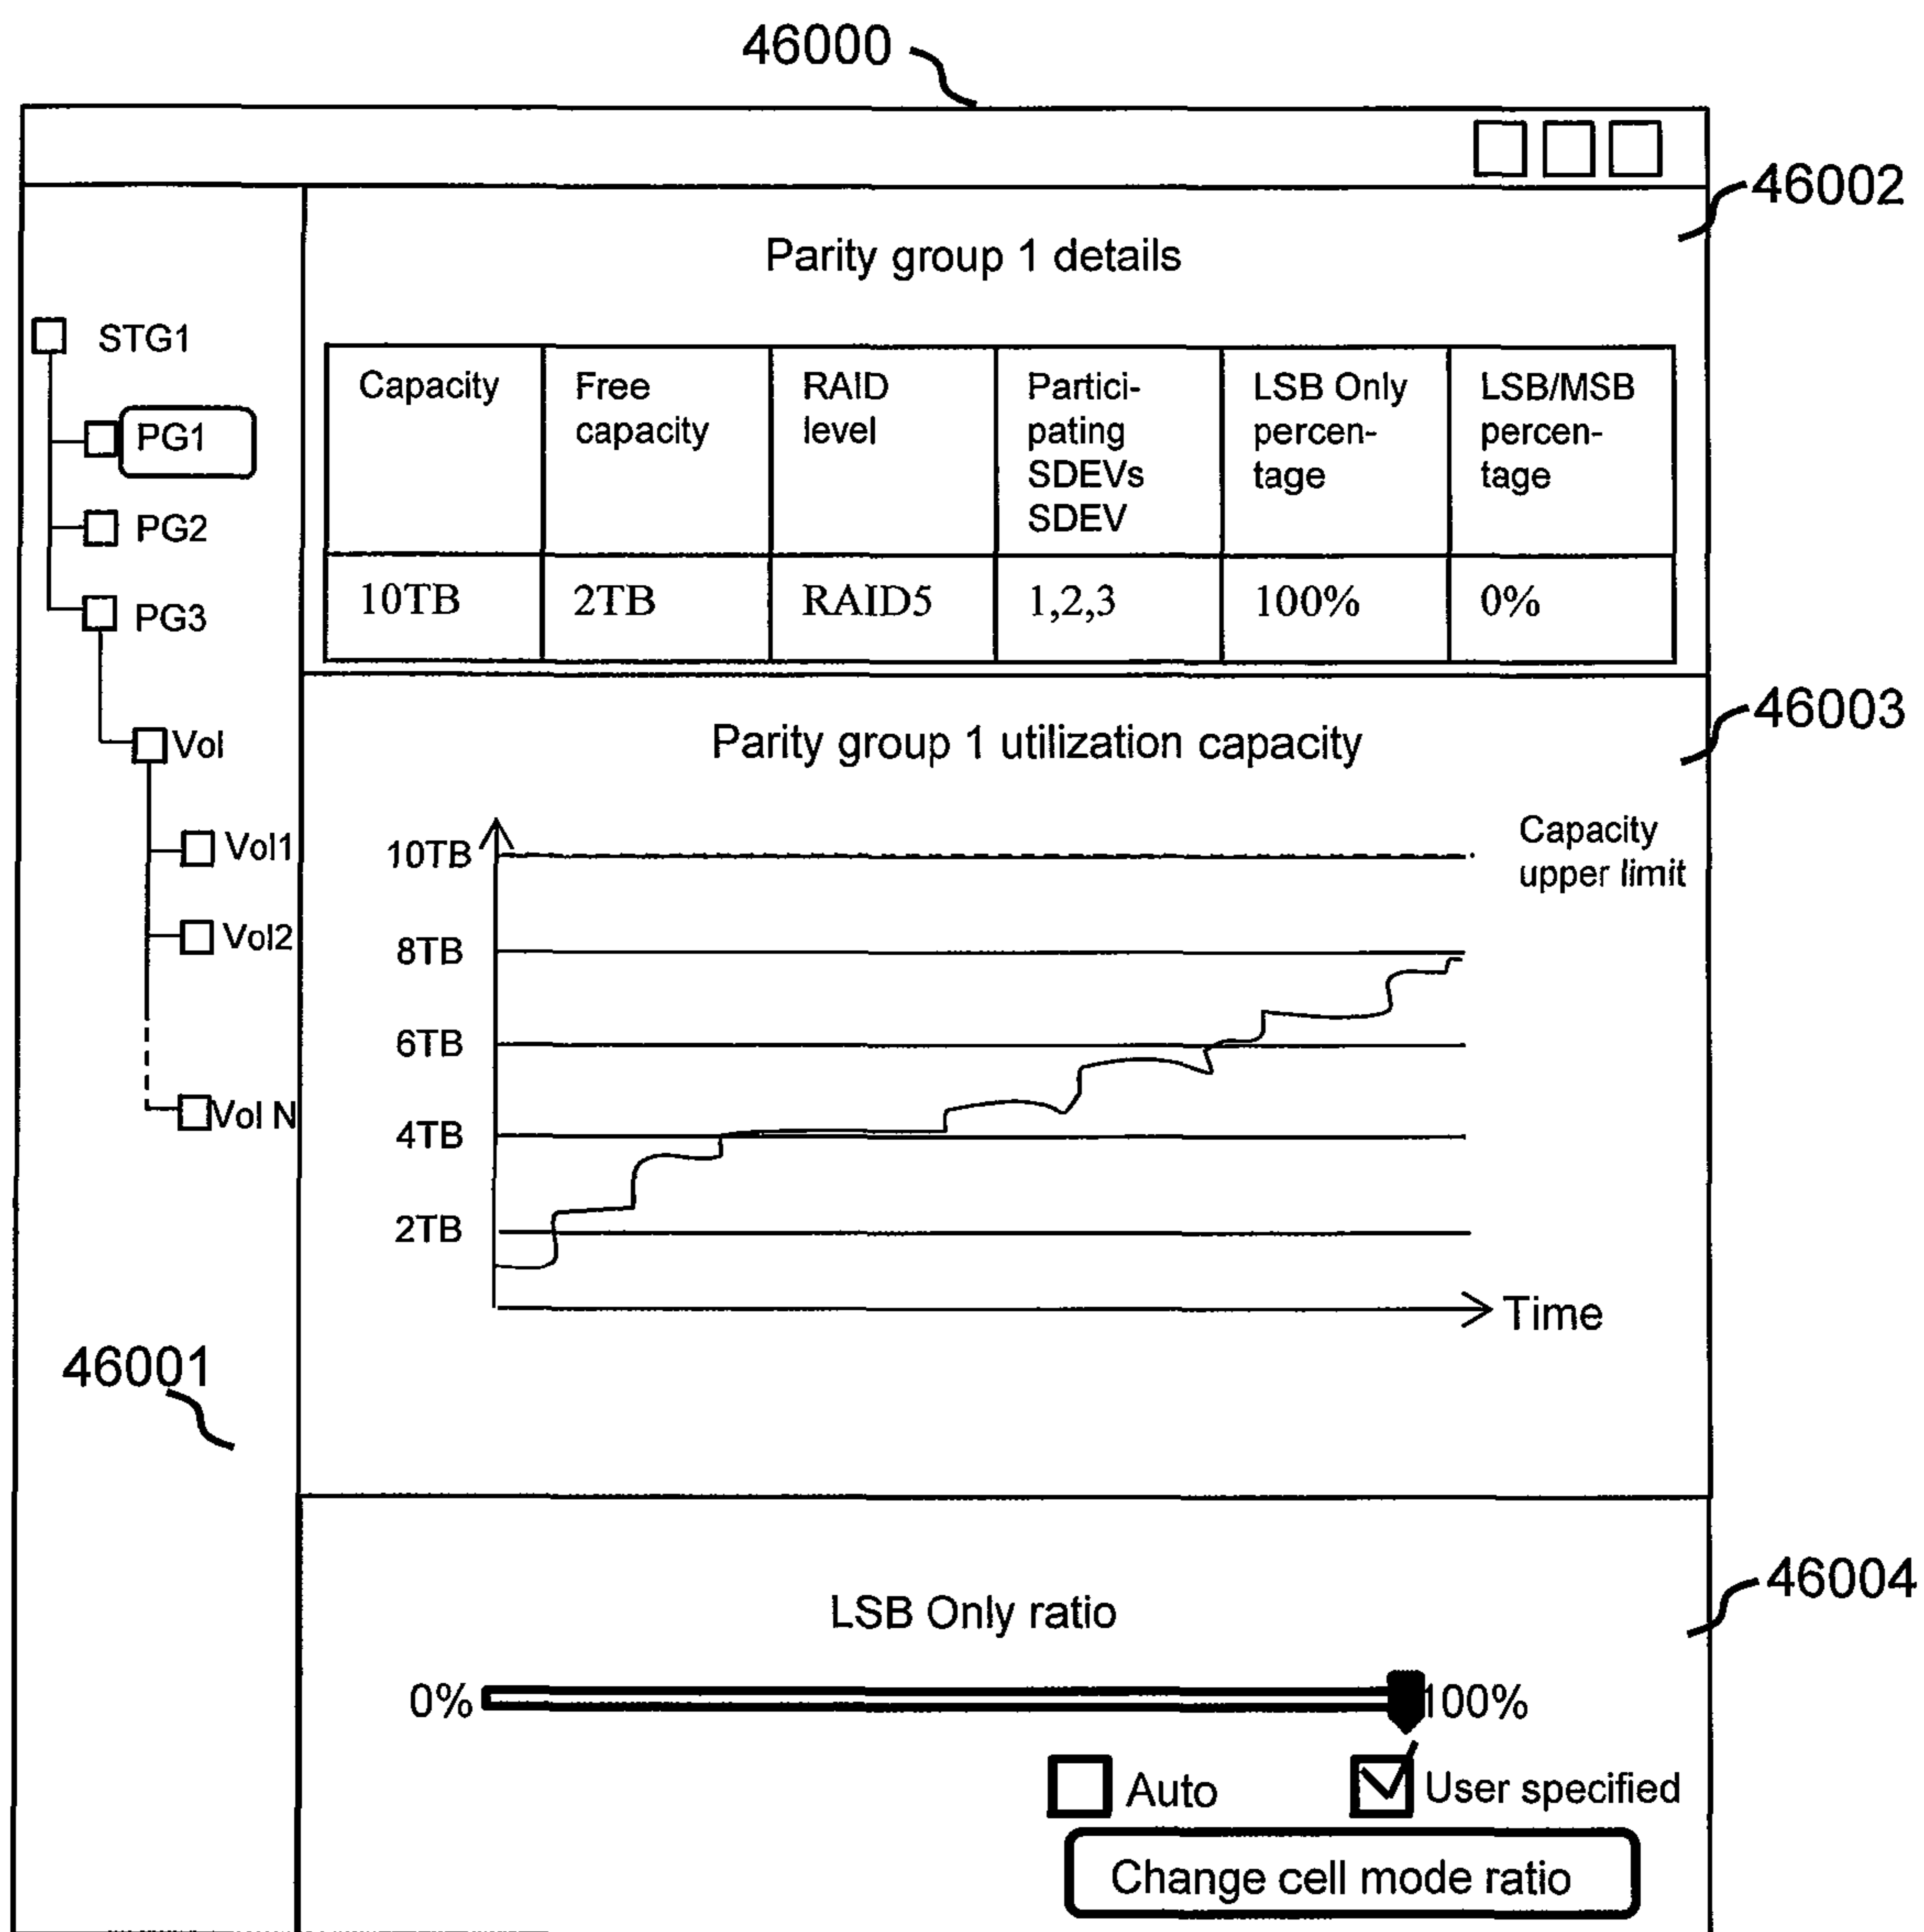 46000
46002
Parity group 1 details
STG1
PG1
PG2
PG3
Vol
Vol1
Vol2
Vol N
46001
Capacity
Free
capacity
RAID
level
Partici-
pating
SDEVs
SDEV
LSB Only
percen-
tage
LSB/MSB
percen-
tage
10TB
2TB
RAID5
1,2,3
100%
0%
46003
Parity group 1 utilization capacity
Capacity
upper limit
10TB
8TB
6TB
4TB
2TB
Time
46004
LSB Only ratio
0%
100%
Auto
User specified
Change cell mode ratio